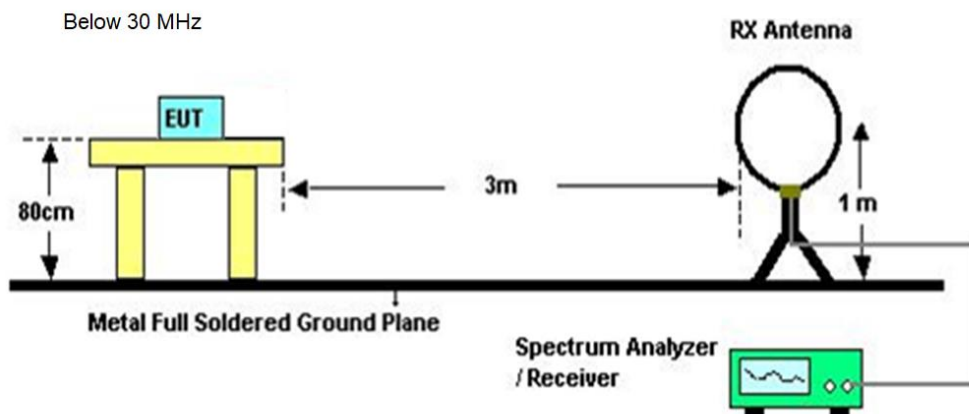 Below 30 MHz
RX Antenna
EUT
3m
80cm
1 m
Metal Full Soldered Ground Plane
Spectrum Analyzer
/ Receiver